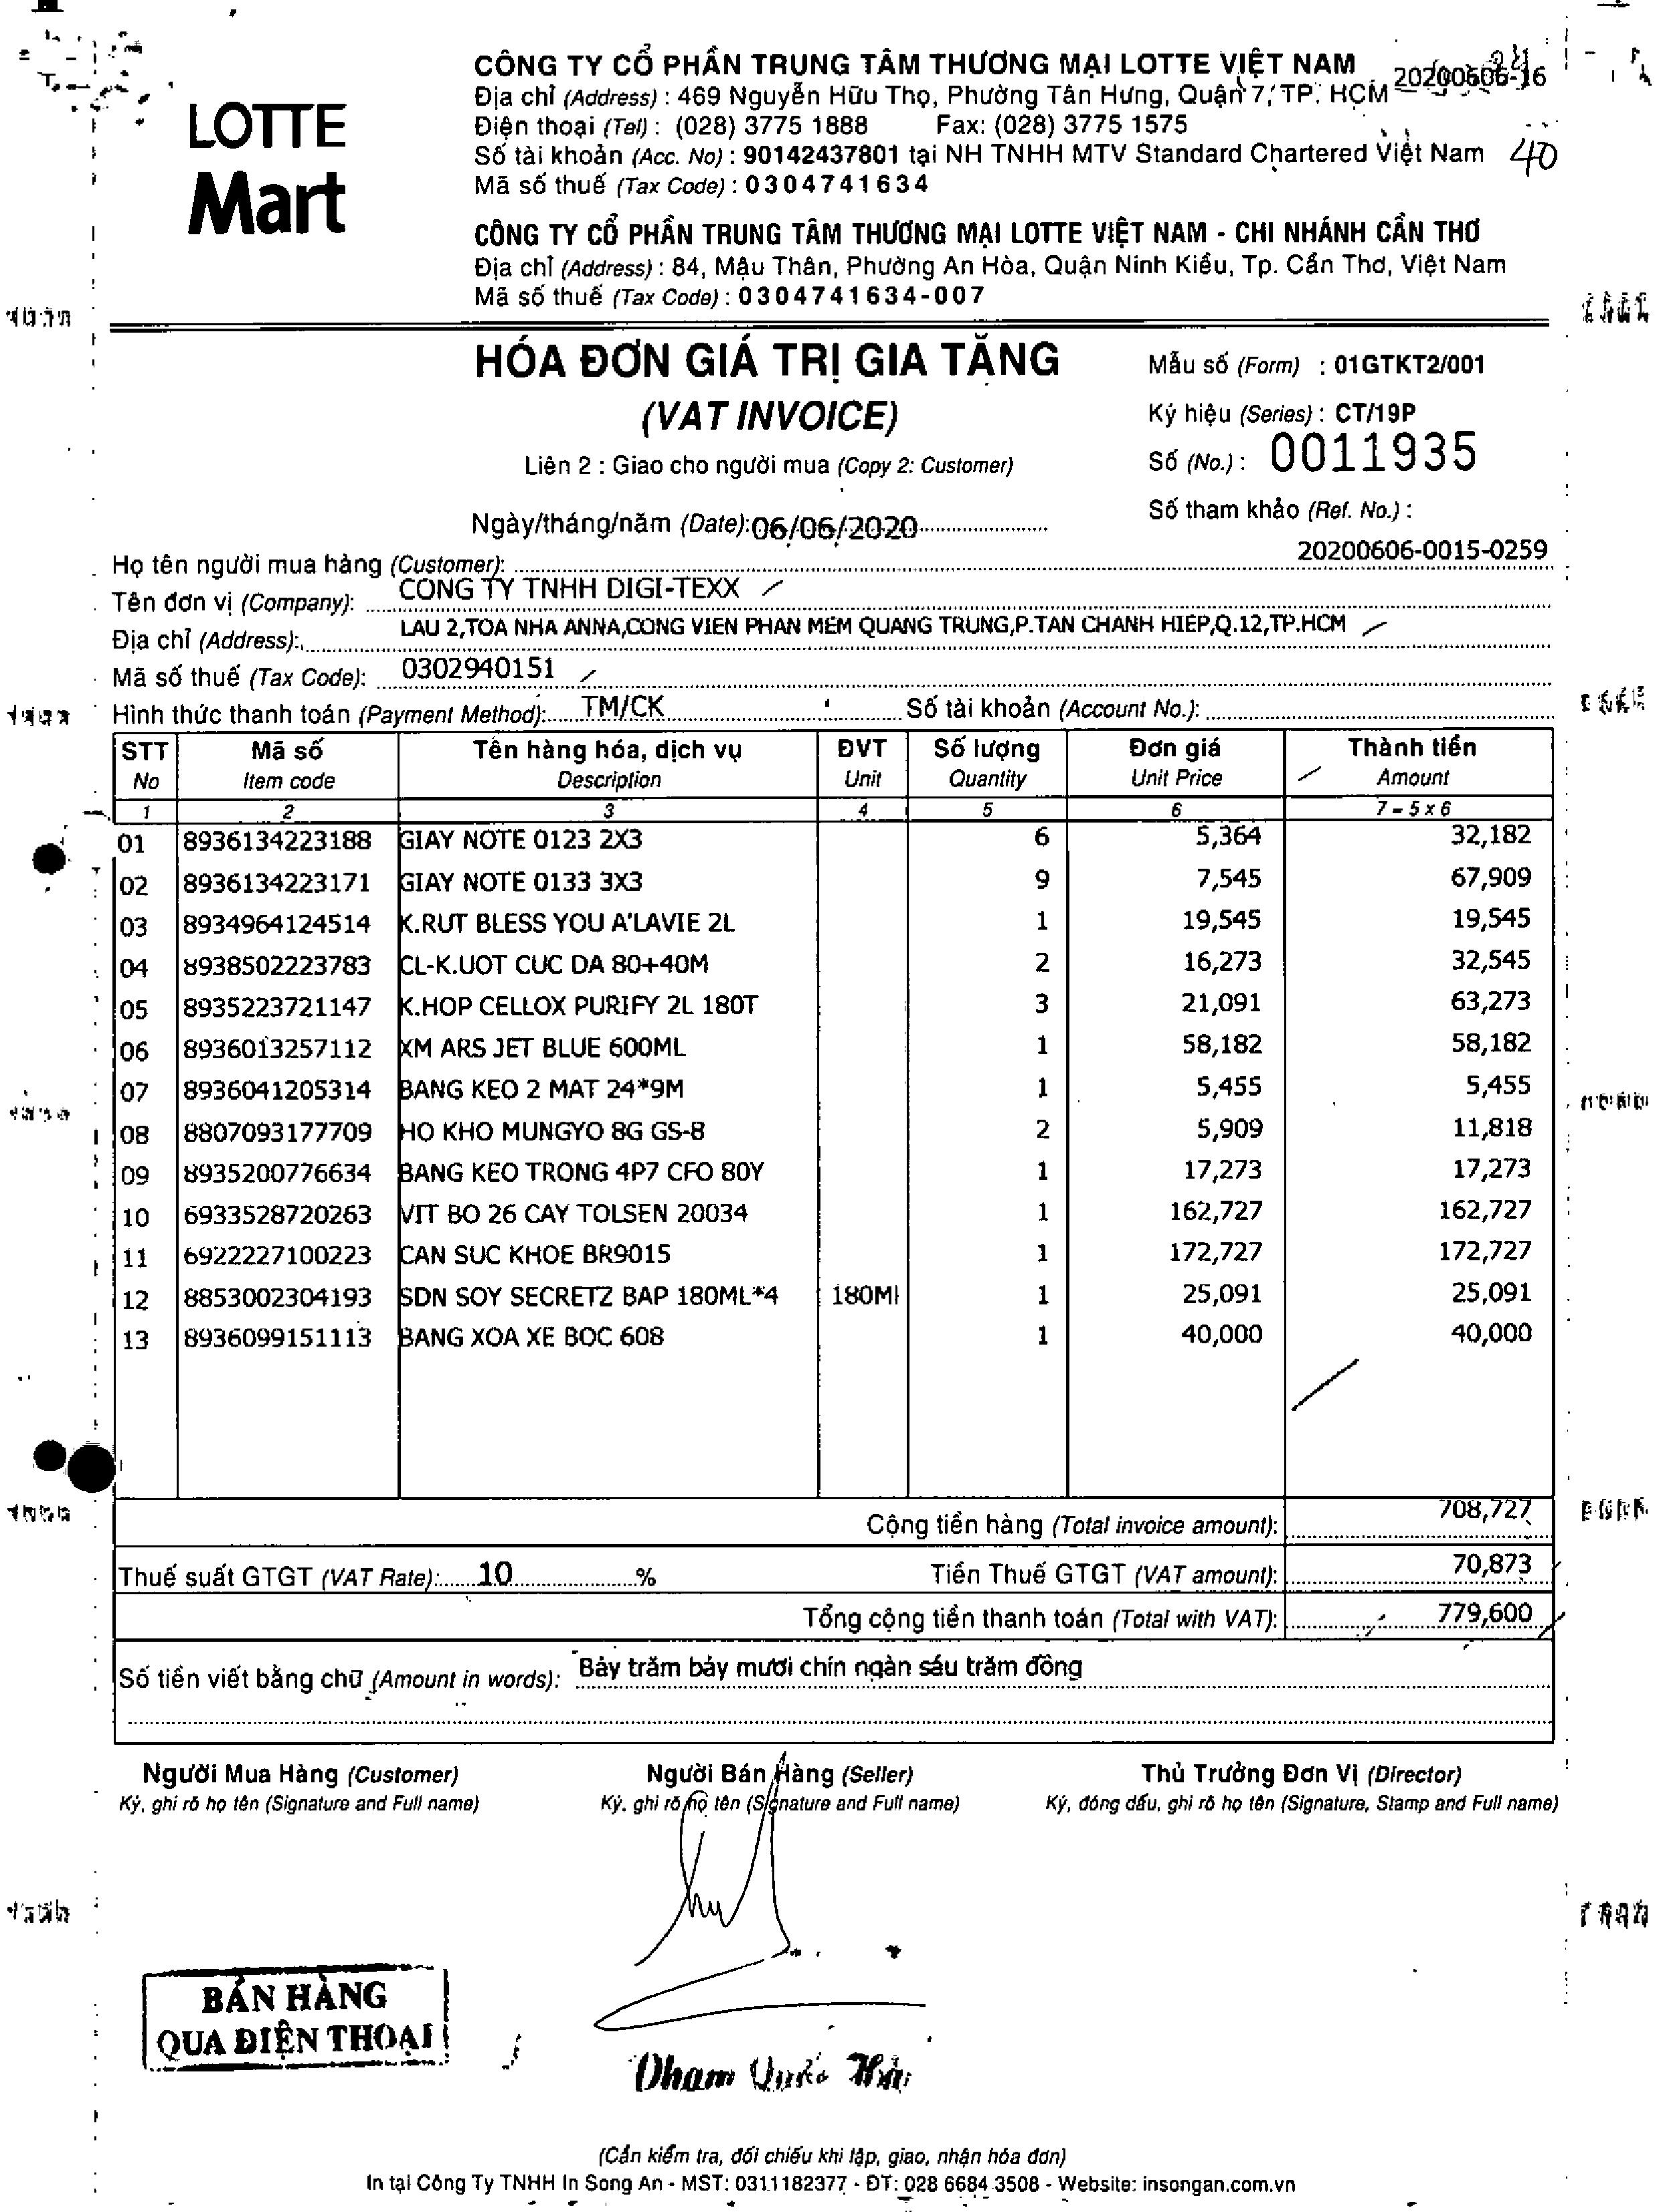 LOTTE
Mart
CÔNG TY CỔ PHẦN TRUNG TÂM THƯƠNG MẠI LOTTE VIỆT NAM
20200606-16
Địa chỉ (Address) : 469 Nguyễn Hữu Thọ, Phường Tân Hưng, Quận 7, TP. HCM
Điện thoại (Tel) : (028) 3775 1888 Fax: (028) 3775 1575
Số tài khoản (Acc. No) : 90142437801 tại NH TNHH MTV Standard Chartered Việt Nam
40
Mã số thuế (Tax Code) : 0304741634
CÔNG TY CỔ PHẦN TRUNG TÂM THƯƠNG MẠI LOTTE VIỆT NAM - CHI NHÁNH CẦN THƠ
Địa chỉ (Address) : 84, Mậu Thân, Phường An Hòa, Quận Ninh Kiều, Tp. Cần Thơ, Việt Nam
Mã số thuế (Tax Code) : 0304741634-007
HÓA ĐƠN GIÁ TRỊ GIA TĂNG
(VAT INVOICE)
Liên 2 : Giao cho người mua (Copy 2: Customer)
Ngày/tháng/năm (Date): 06/06/2020
Mẫu số (Form) : 01GTKT2/001
Ký hiệu (Series) : CT/19P
Số (No.) : 0011935
Số tham khảo (Ref. No.) :
20200606-0015-0259
Họ tên người mua hàng (Customer):
Tên đơn vị (Company): CONG TY TNHH DIGI-TEXX
Địa chỉ (Address): LAU 2,TOA NHA ANNA,CONG VIEN PHAN MEM QUANG TRUNG,P.TAN CHANH HIEP,Q.12,TP.HCM
Mã số thuế (Tax Code): 0302940151
Hình thức thanh toán (Payment Method): TM/CK Số tài khoản (Account No.):
STT Mã số Tên hàng hóa, dịch vụ ĐVT Số lượng Đơn giá Thành tiền
No Item code Description Unit Quantity Unit Price Amount
1 2 3 4 5 6 7 = 5 x 6
01 8936134223188 GIAY NOTE 0123 2X3 6 5,364 32,182
02 8936134223171 GIAY NOTE 0133 3X3 9 7,545 67,909
03 8934964124514 K.RUT BLESS YOU A'LAVIE 2L 1 19,545 19,545
04 8938502223783 CL-K.UOT CUC DA 80+40M 2 16,273 32,545
05 8935223721147 K.HOP CELLOX PURIFY 2L 180T 3 21,091 63,273
06 8936013257112 XM ARS JET BLUE 600ML 1 58,182 58,182
07 8936041205314 BANG KEO 2 MAT 24*9M 1 5,455 5,455
08 8807093177709 HO KHO MUNGYO 8G GS-8 2 5,909 11,818
09 8935200776634 BANG KEO TRONG 4P7 CFO 80Y 1 17,273 17,273
10 6933528720263 VIT BO 26 CAY TOLSEN 20034 1 162,727 162,727
11 6922227100223 CAN SUC KHOE BR9015 1 172,727 172,727
12 8853002304193 SDN SOY SECRETZ BAP 180ML*4 180Ml 1 25,091 25,091
13 8936099151113 BANG XOA XE BOC 608 1 40,000 40,000
Cộng tiền hàng (Total invoice amount): 708,727
Thuế suất GTGT (VAT Rate): 10 % Tiền Thuế GTGT (VAT amount): 70,873
Tổng cộng tiền thanh toán (Total with VAT): 779,600
Số tiền viết bằng chữ (Amount in words): Bảy trăm bảy mươi chín ngàn sáu trăm đồng
Người Mua Hàng (Customer) Người Bán Hàng (Seller) Thủ Trưởng Đơn Vị (Director)
Ký, ghi rõ họ tên (Signature and Full name) Ký, ghi rõ họ tên (Signature and Full name) Ký, đóng dấu, ghi rõ họ tên (Signature, Stamp and Full name)
BÁN HÀNG
QUA ĐIỆN THOẠI
(Cần kiểm tra, đối chiếu khi lập, giao, nhận hóa đơn)
In tại Công Ty TNHH In Song An - MST: 0311182377 - ĐT: 028 6684 3508 - Website: insongan.com.vn